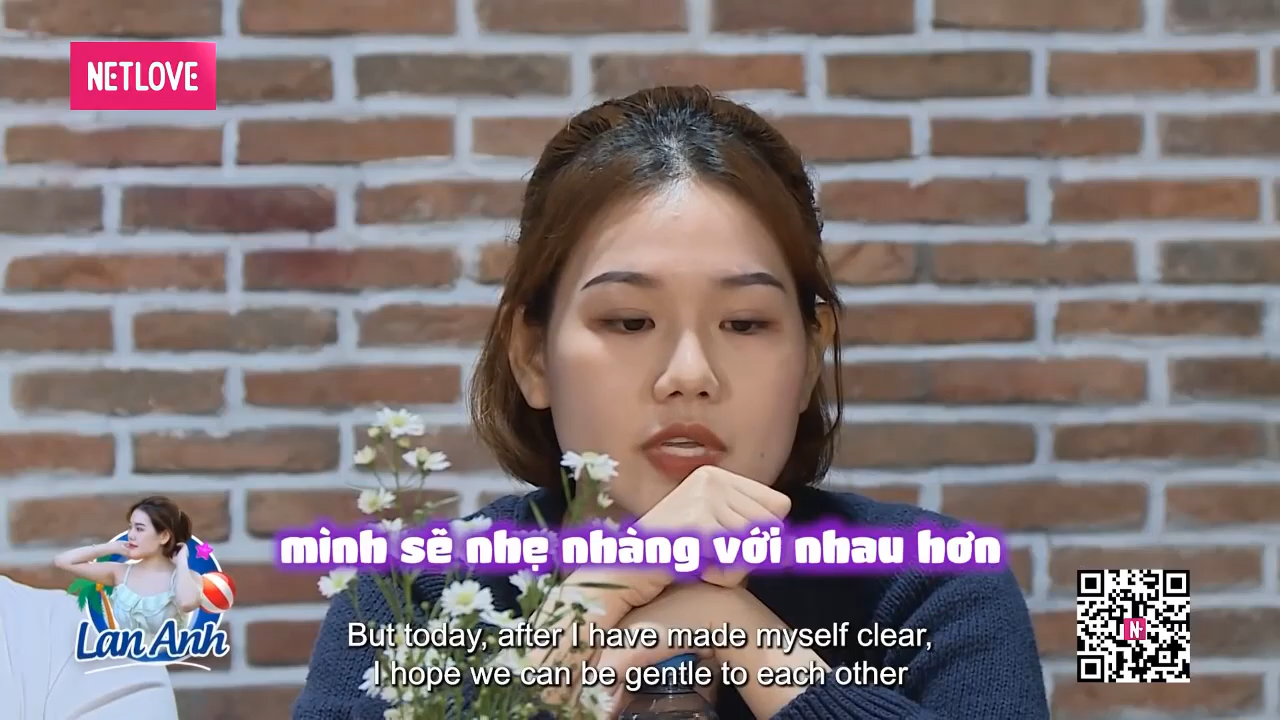 NETLOVE
mình sẽ nhẹ nhàng với nhau hơn
Lan Anh
But today, after I have made myself clear,
I hope we can be gentle to each other
N